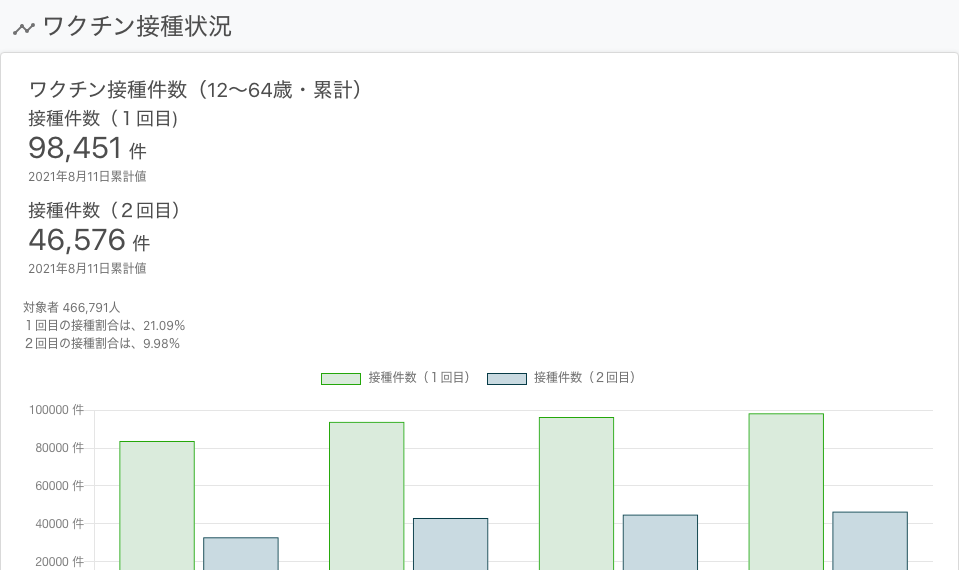 ワクチン接種状況
ワクチン接種件数（12〜64歳・累計）
接種件数（１回目)
98,451 件
2021年8月11日累計値
接種件数（２回目）
46,576 件
2021年8月11日累計値
対象者 466,791人
１回目の接種割合は、21.09%
２回目の接種割合は、9.98%
接種件数（１回目） 接種件数（２回目）
100000 件
80000 件
60000 件
40000 件
20000 件